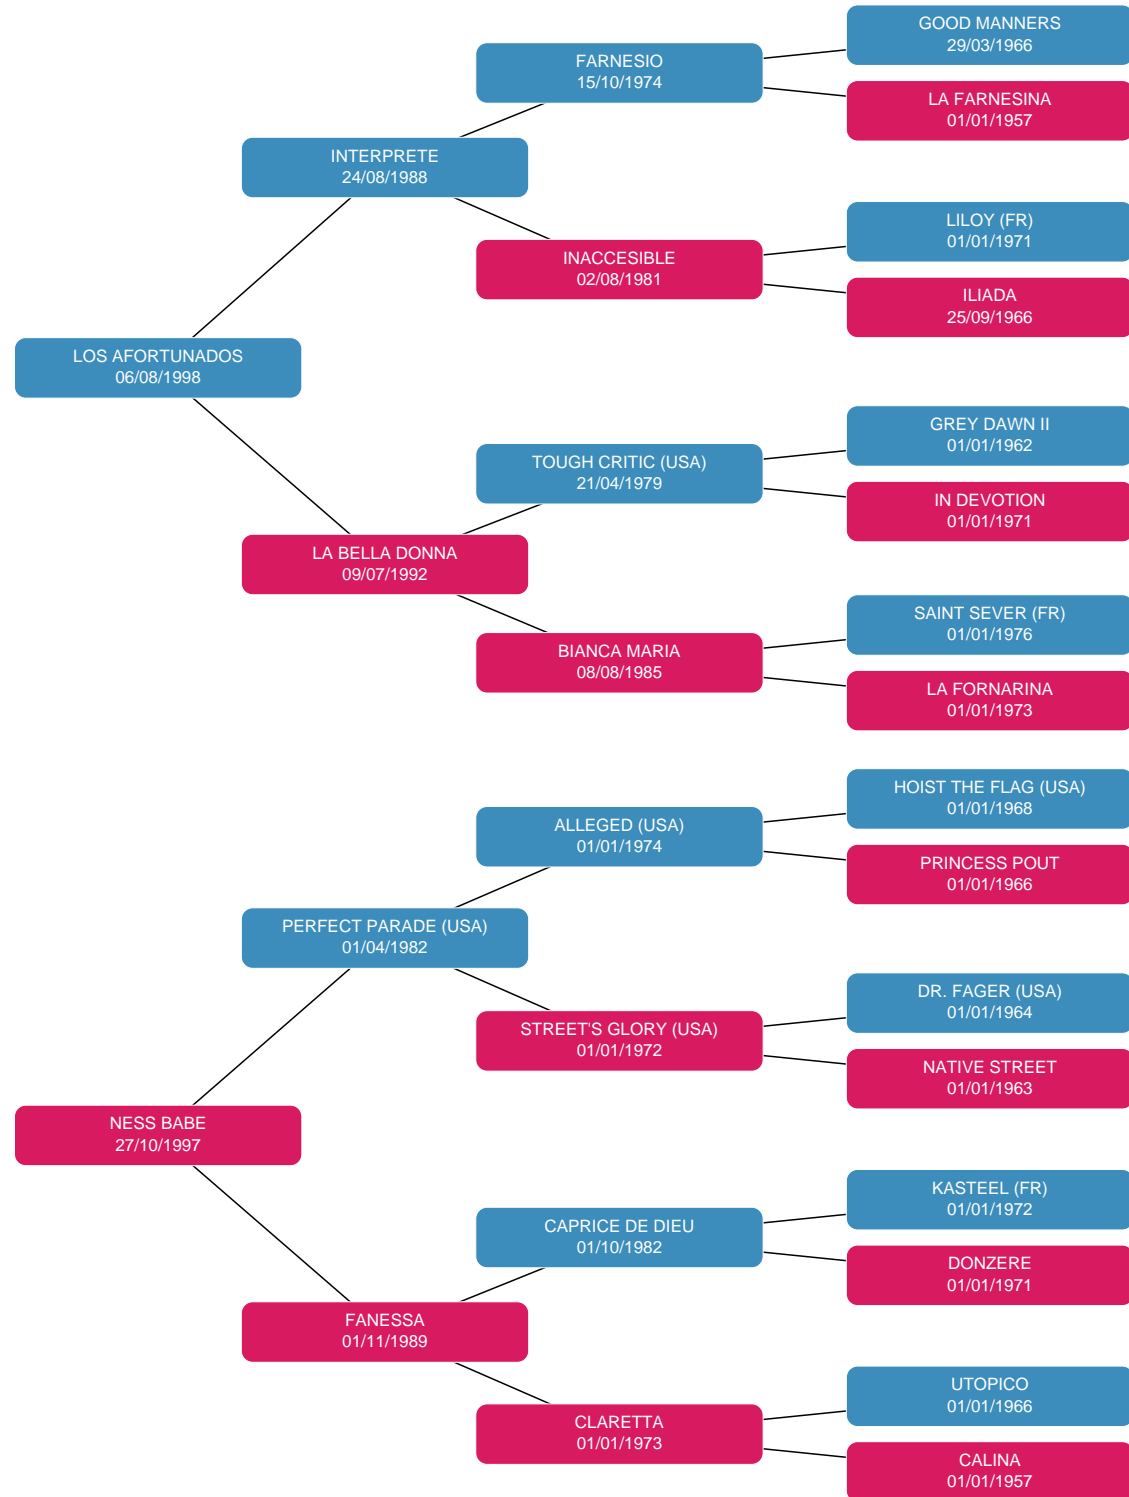 GOOD MANNERS
29/03/1966
FARNESIO
15/10/1974
LA FARNESINA
01/01/1957
INTERPRETE
24/08/1988
LILOY (FR)
01/01/1971
INACCESIBLE
02/08/1981
ILIADA
25/09/1966
LOS AFORTUNADOS
06/08/1998
GREY DAWN II
01/01/1962
TOUGH CRITIC (USA)
21/04/1979
IN DEVOTION
01/01/1971
LA BELLA DONNA
09/07/1992
SAINT SEVER (FR)
01/01/1976
BIANCA MARIA
08/08/1985
LA FORNARINA
01/01/1973
HOIST THE FLAG (USA)
01/01/1968
ALLEGED (USA)
01/01/1974
PRINCESS POUT
01/01/1966
PERFECT PARADE (USA)
01/04/1982
DR. FAGER (USA)
01/01/1964
STREET'S GLORY (USA)
01/01/1972
NATIVE STREET
01/01/1963
NESS BABE
27/10/1997
KASTEEL (FR)
01/01/1972
CAPRICE DE DIEU
01/10/1982
DONZERE
01/01/1971
FANESSA
01/11/1989
UTOPICO
01/01/1966
CLARETTA
01/01/1973
CALINA
01/01/1957